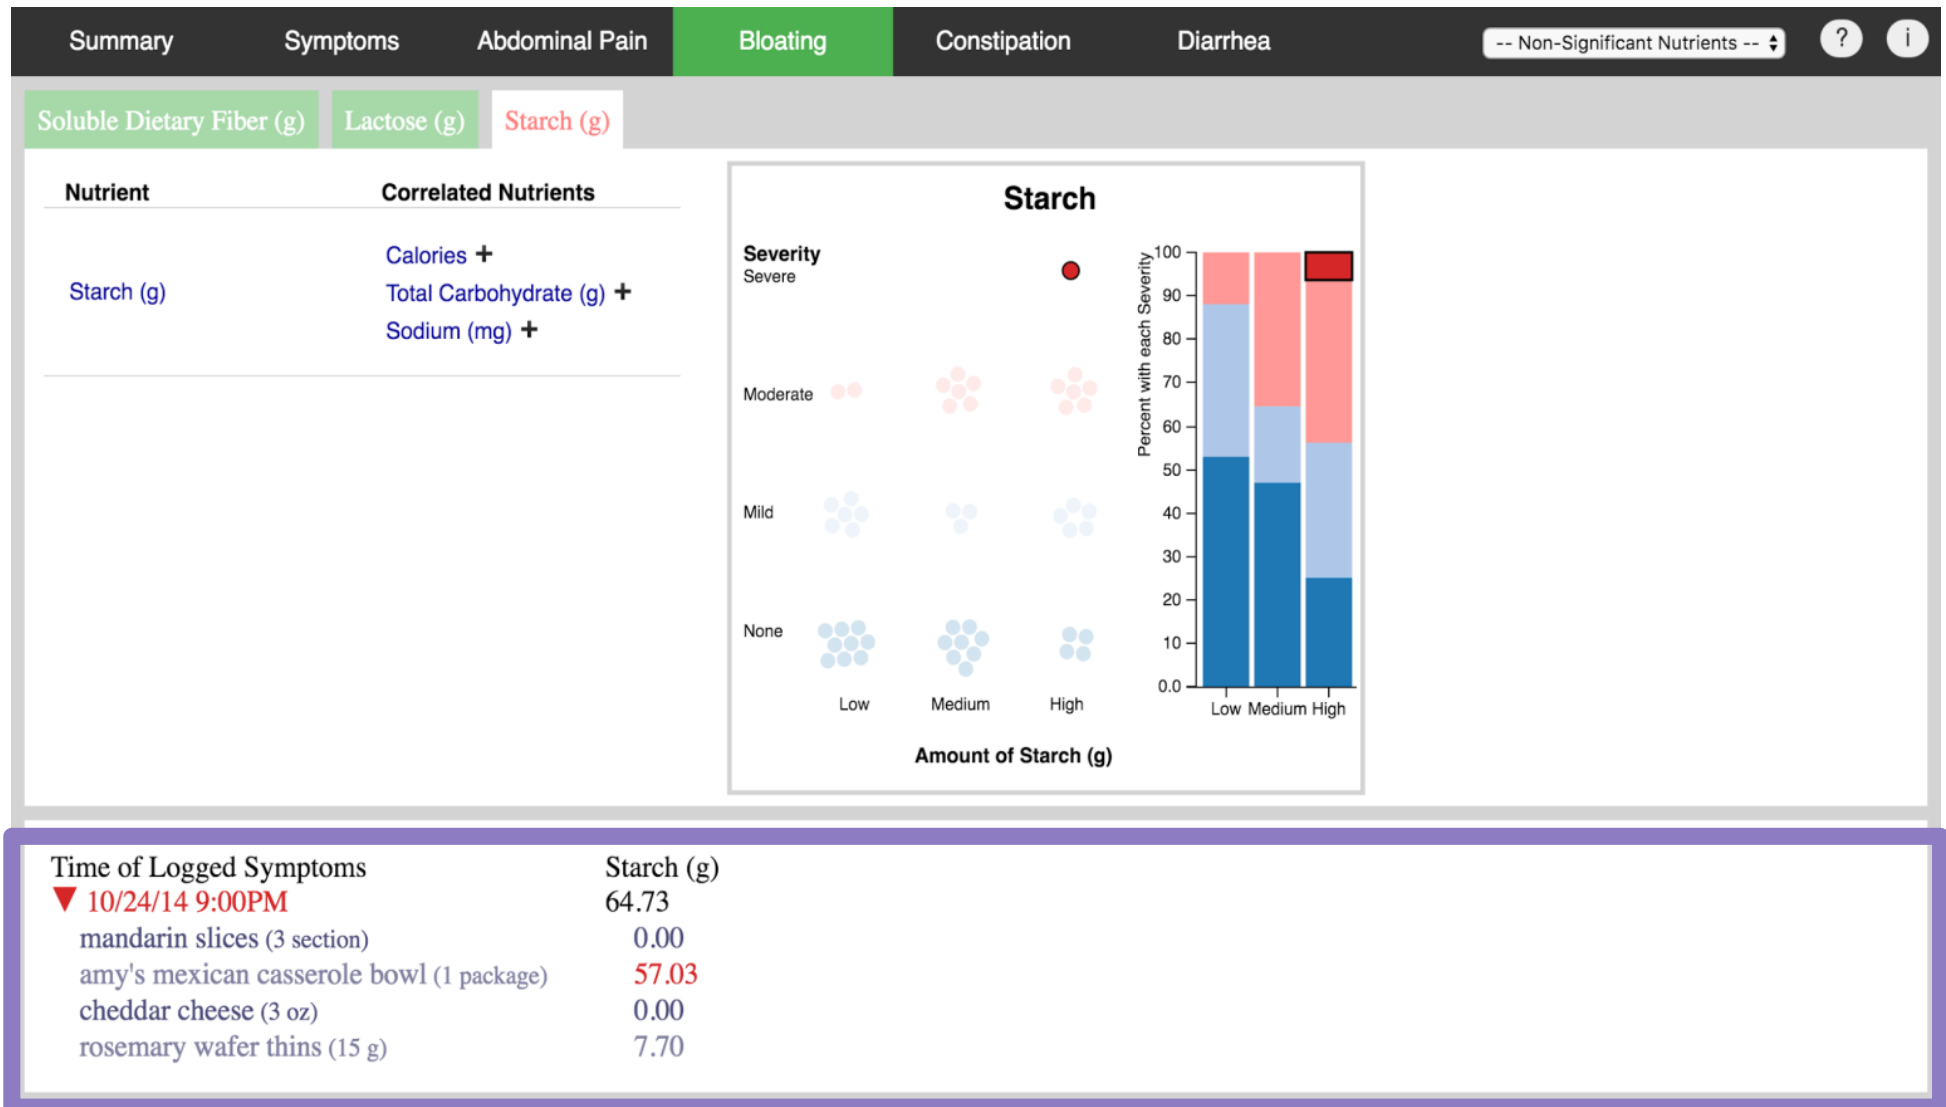 Summary Symptoms Abdominal Pain Bloating Constipation Diarrhea -- Non-Significant Nutrients -- ? i
Soluble Dietary Fiber (g) Lactose (g) Starch (g)
Nutrient Correlated Nutrients
Calories +
Starch (g) Total Carbohydrate (g) +
Sodium (mg) +
Starch
Severity
Severe
Moderate
Mild
None
Low Medium High
Amount of Starch (g)
Percent with each Severity
100
90
80
70
60
50
40
30
20
10
0.0
Low Medium High
Time of Logged Symptoms Starch (g)
10/24/14 9:00PM 64.73
mandarin slices (3 section) 0.00
amy's mexican casserole bowl (1 package) 57.03
cheddar cheese (3 oz) 0.00
rosemary wafer thins (15 g) 7.70